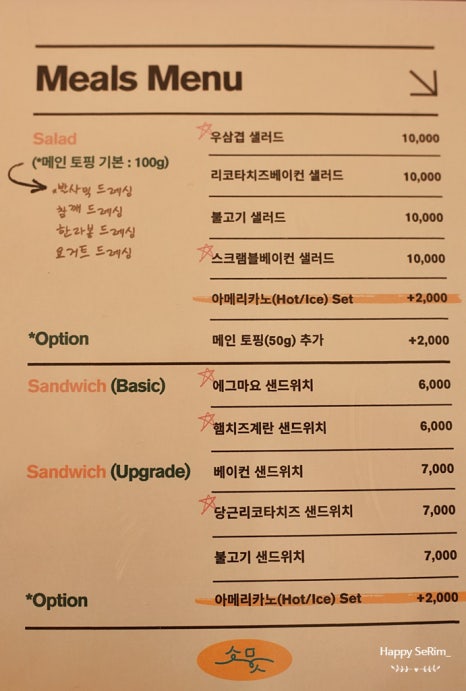 Meals Menu
Salad
(*메인 토핑 기본 : 100g)
발사믹 드레싱
참깨 드레싱
한라봉 드레싱
요거트 드레싱
우삼겹 샐러드 10,000
리코타치즈베이컨 샐러드 10,000
불고기 샐러드 10,000
스크램블베이컨 샐러드 10,000
아메리카노(Hot/Ice) Set +2,000
*Option 메인 토핑(50g) 추가 +2,000
Sandwich (Basic) 에그마요 샌드위치 6,000
햄치즈계란 샌드위치 6,000
Sandwich (Upgrade) 베이컨 샌드위치 7,000
당근리코타치즈 샌드위치 7,000
불고기 샌드위치 7,000
*Option 아메리카노(Hot/Ice) Set +2,000
Happy SeRim_